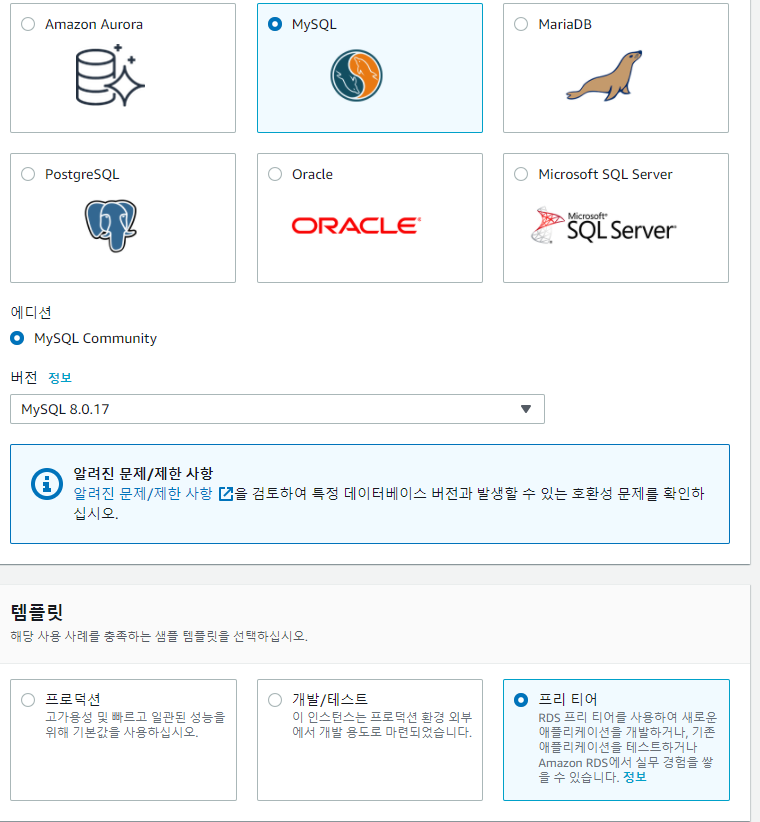 Amazon Aurora
MySQL
MariaDB
PostgreSQL
Oracle
Microsoft SQL Server
ORACLE®
Microsoft®
SQL Server®
에디션
MySQL Community
버전 정보
MySQL 8.0.17
알려진 문제/제한 사항
알려진 문제/제한 사항 을 검토하여 특정 데이터베이스 버전과 발생할 수 있는 호환성 문제를 확인하
십시오.
템플릿
해당 사용 사례를 충족하는 샘플 템플릿을 선택하십시오.
프로덕션
고가용성 및 빠르고 일관된 성능을
위해 기본값을 사용하십시오.
개발/테스트
이 인스턴스는 프로덕션 환경 외부
에서 개발 용도로 마련되었습니다.
프리 티어
RDS 프리 티어를 사용하여 새로운
애플리케이션을 개발하거나, 기존
애플리케이션을 테스트하거나
Amazon RDS에서 실무 경험을 쌓
을 수 있습니다. 정보